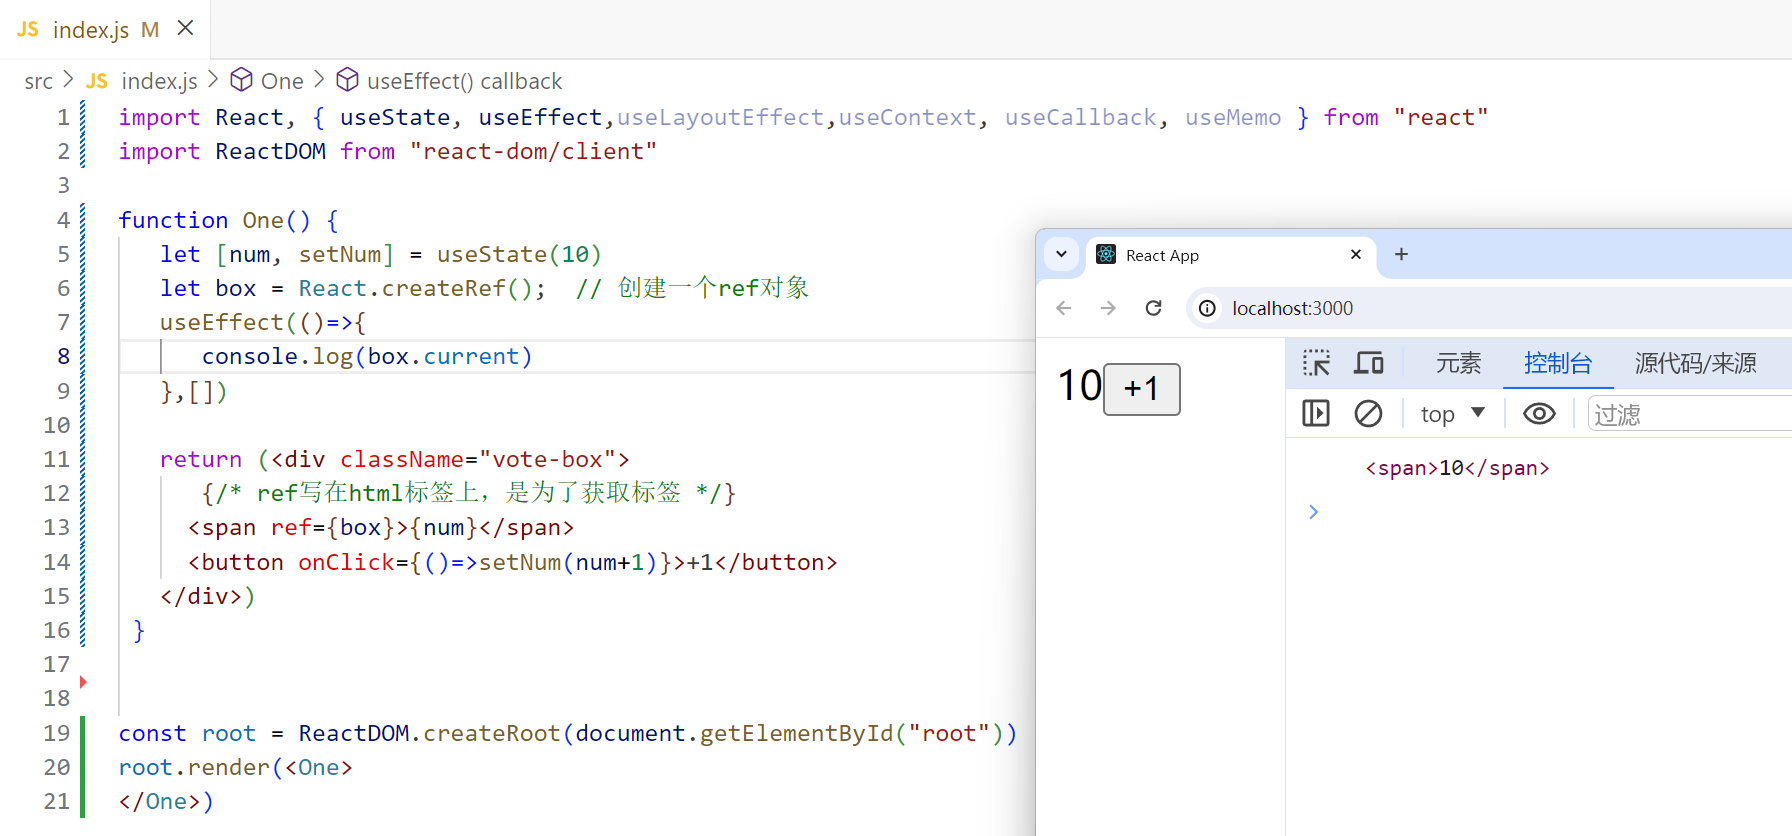 JS index.js M
src > JS index.js > One > useEffect() callback
1 import React, { useState, useEffect,useLayoutEffect,useContext, useCallback, useMemo } from "react"
2 import ReactDOM from "react-dom/client"
3
4 function One() {
5 let [num, setNum] = useState(10)
6 let box = React.createRef();  // 创建一个ref对象
7 useEffect(()=>{
8 console.log(box.current)
9 },[])
10
11 return (<div className="vote-box">
12 {/* ref写在html标签上，是为了获取标签 */}
13 <span ref={box}>{num}</span>
14 <button onClick={()=>setNum(num+1)}>+1</button>
15 </div>)
16 }
17
18
19 const root = ReactDOM.createRoot(document.getElementById("root"))
20 root.render(<One>
21 </One>)
React App
localhost:3000
10 +1
元素 控制台 源代码/来源
top 过滤
<span>10</span>